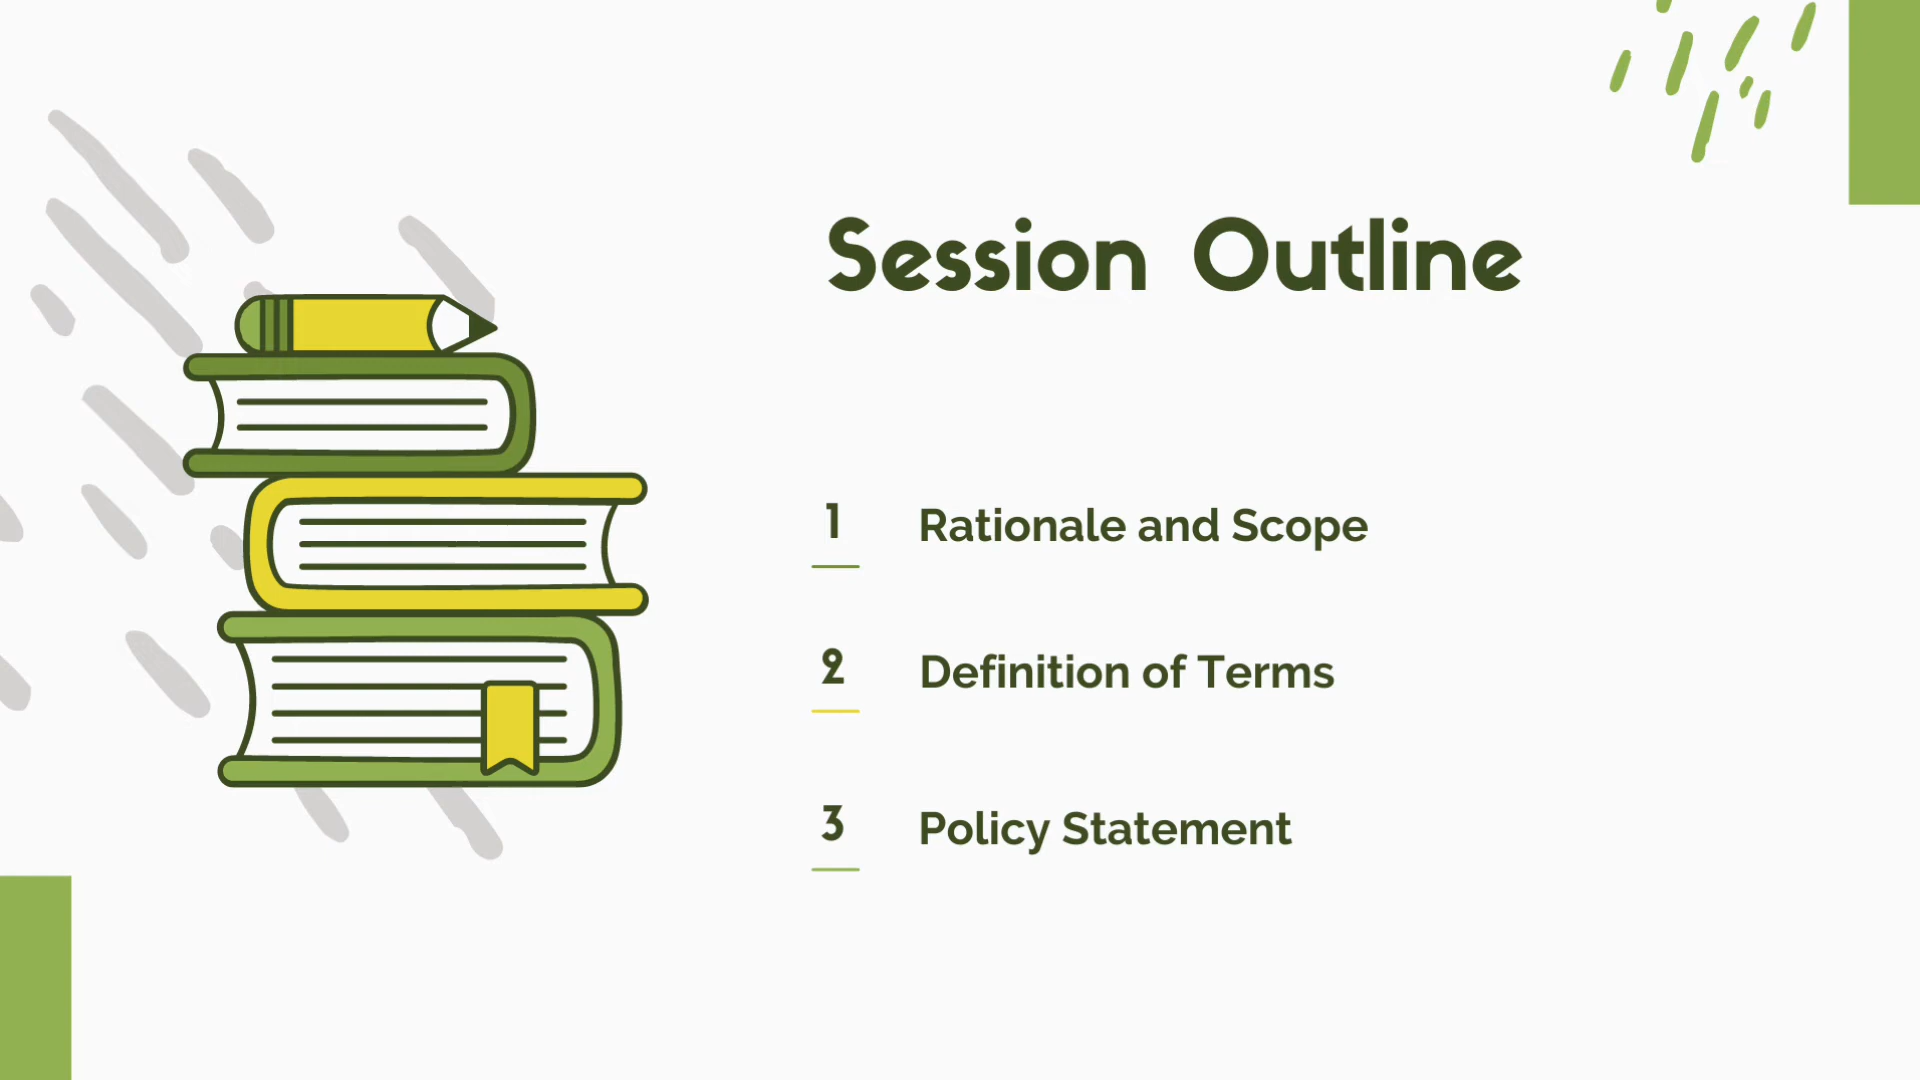 Session Outline
1 Rationale and Scope
2 Definition of Terms
3 Policy Statement